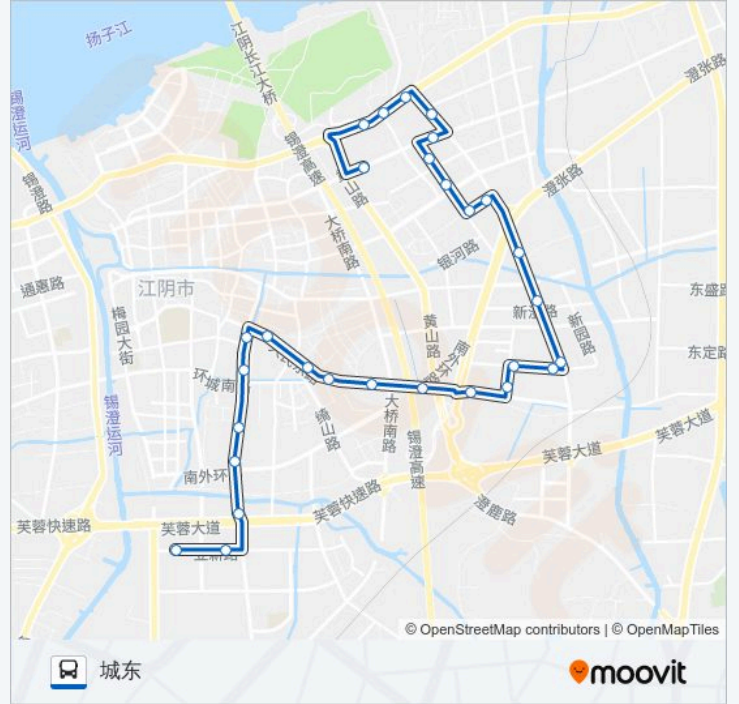 扬子江
江阴长江大桥
澄张路
锡澄运河
锡澄路
锡澄高速
山路
澄张路
大桥南路
银河路
通惠路
江阴市
东盛路
梅园大街
黄山路
新园路
南外环路
东定路
环城南
锡澄运河
绮山路
大桥南路
锡澄高速
芙蓉大道
芙蓉大道
南外环
芙蓉快速路
澄鹿路
芙蓉快速路
芙蓉大道
© OpenStreetMap contributors | © OpenMapTiles
城东
moovit